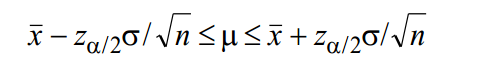 x̄ − z_{α/2}σ/√n ≤ μ ≤ x̄ + z_{α/2}σ/√n